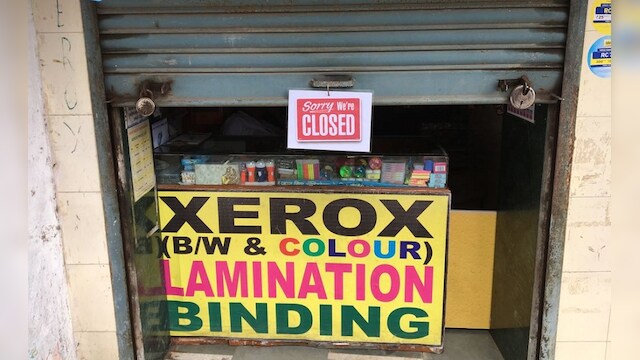 Sorry We're
CLOSED
XEROX
(B/W & COLOUR)
LAMINATION
BINDING